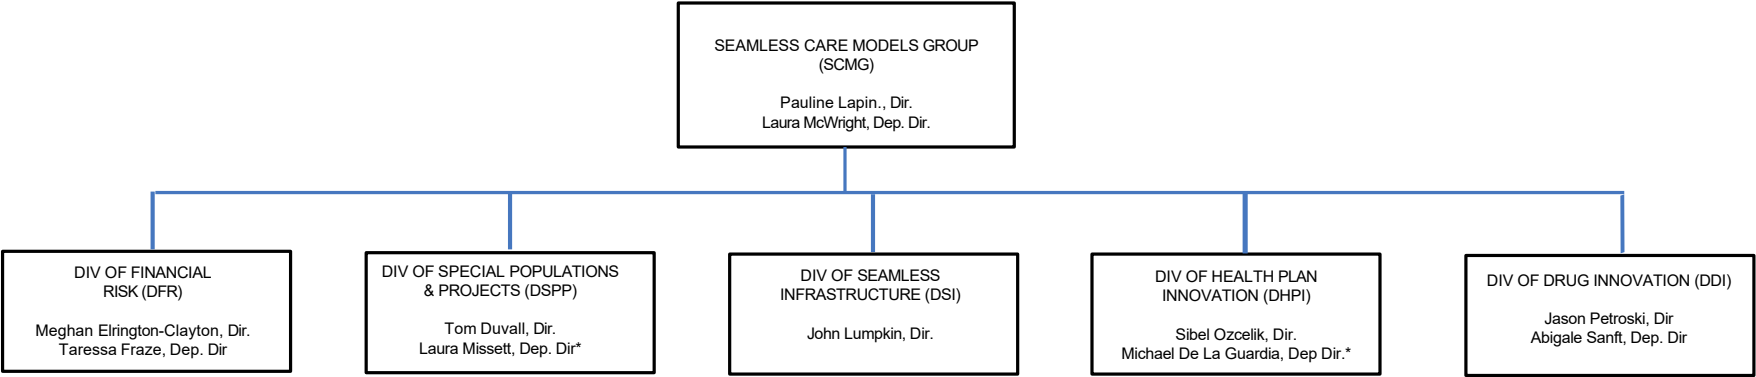 SEAMLESS CARE MODELS GROUP
(SCMG)
Pauline Lapin., Dir.
Laura McWright, Dep. Dir.
DIV OF FINANCIAL
RISK (DFR)
Meghan Elrington-Clayton, Dir.
Taressa Fraze, Dep. Dir
DIV OF SPECIAL POPULATIONS
& PROJECTS (DSPP)
Tom Duvall, Dir.
Laura Missett, Dep. Dir*
DIV OF SEAMLESS
INFRASTRUCTURE (DSI)
John Lumpkin, Dir.
DIV OF HEALTH PLAN
INNOVATION (DHPI)
Sibel Ozcelik, Dir.
Michael De La Guardia, Dep Dir.*
DIV OF DRUG INNOVATION (DDI)
Jason Petroski, Dir
Abigale Sanft, Dep. Dir